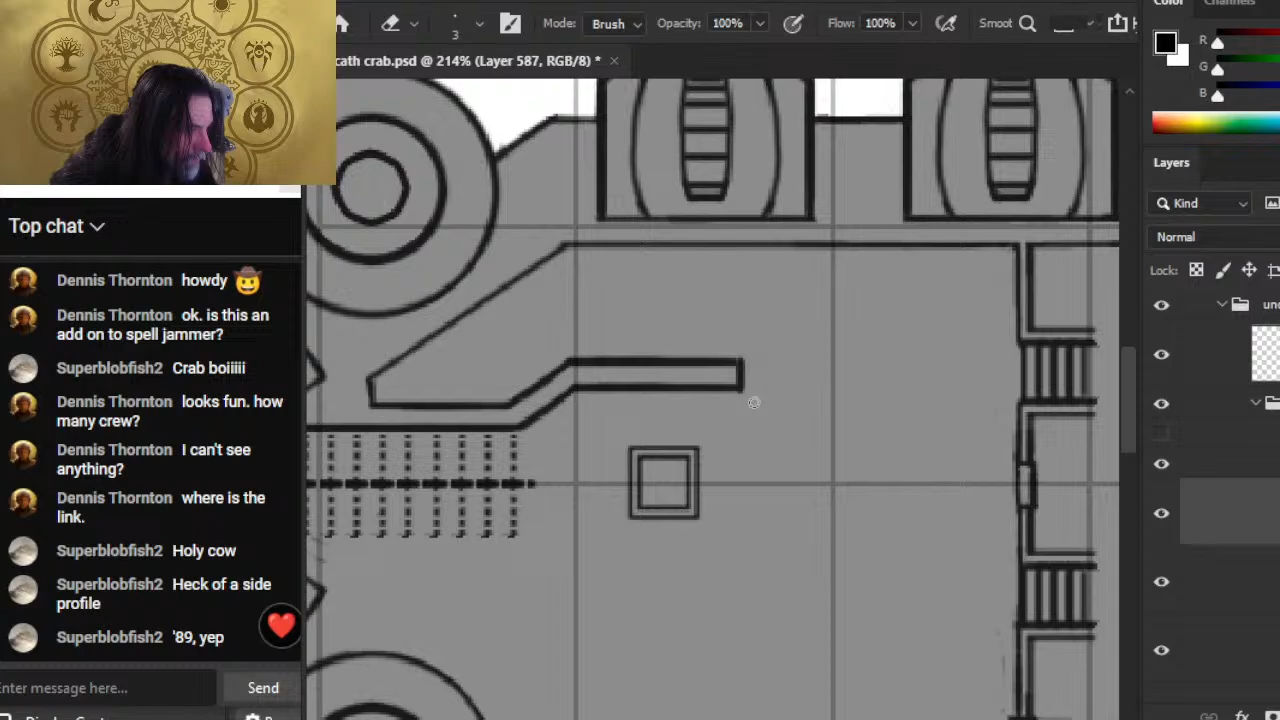 3
Mode: Brush
Opacity: 100%
Flow: 100%
Smoot
cath crab.psd @ 214% (Layer 587, RGB/8) *
Color Channels
R
G
B
Layers
Kind
Normal
Lock:
Top chat
Dennis Thornton howdy 🤠
Dennis Thornton ok. is this an
add on to spell jammer?
Superblobfish2 Crab boiiiii
Dennis Thornton looks fun. how
many crew?
Dennis Thornton I can't see
anything?
Dennis Thornton where is the
link.
Superblobfish2 Holy cow
Superblobfish2 Heck of a side
profile
Superblobfish2 '89, yep
Enter message here...
Send
fx